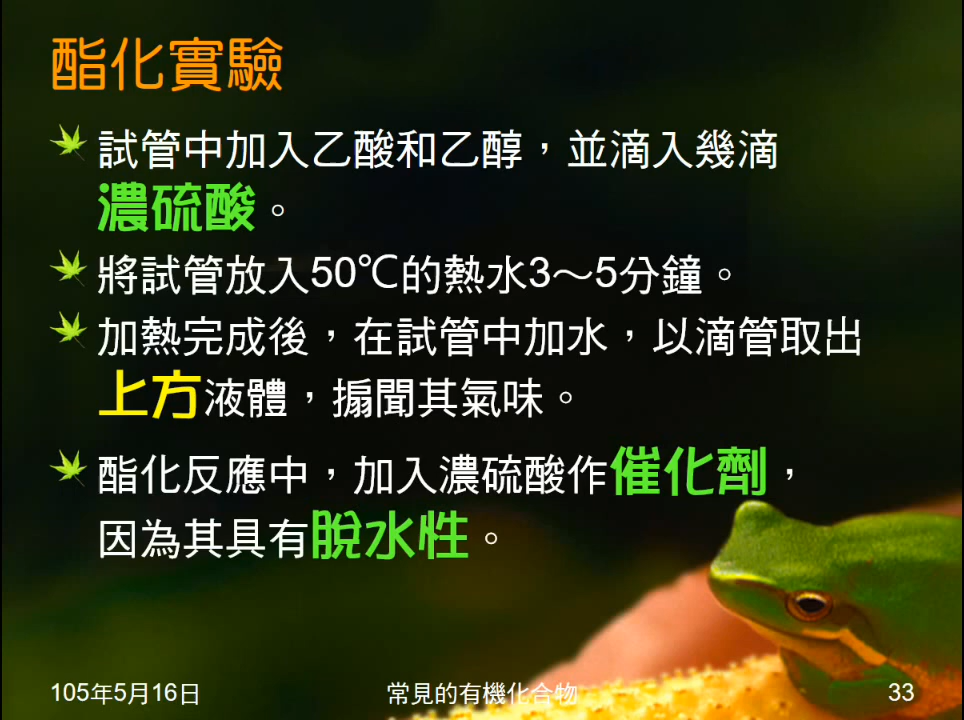 酯化實驗
試管中加入乙酸和乙醇，並滴入幾滴
濃硫酸。
將試管放入50℃的熱水3～5分鐘。
加熱完成後，在試管中加水，以滴管取出
上方液體，搧聞其氣味。
酯化反應中，加入濃硫酸作催化劑，
因為其具有脫水性。
105年5月16日
常見的有機化合物
33